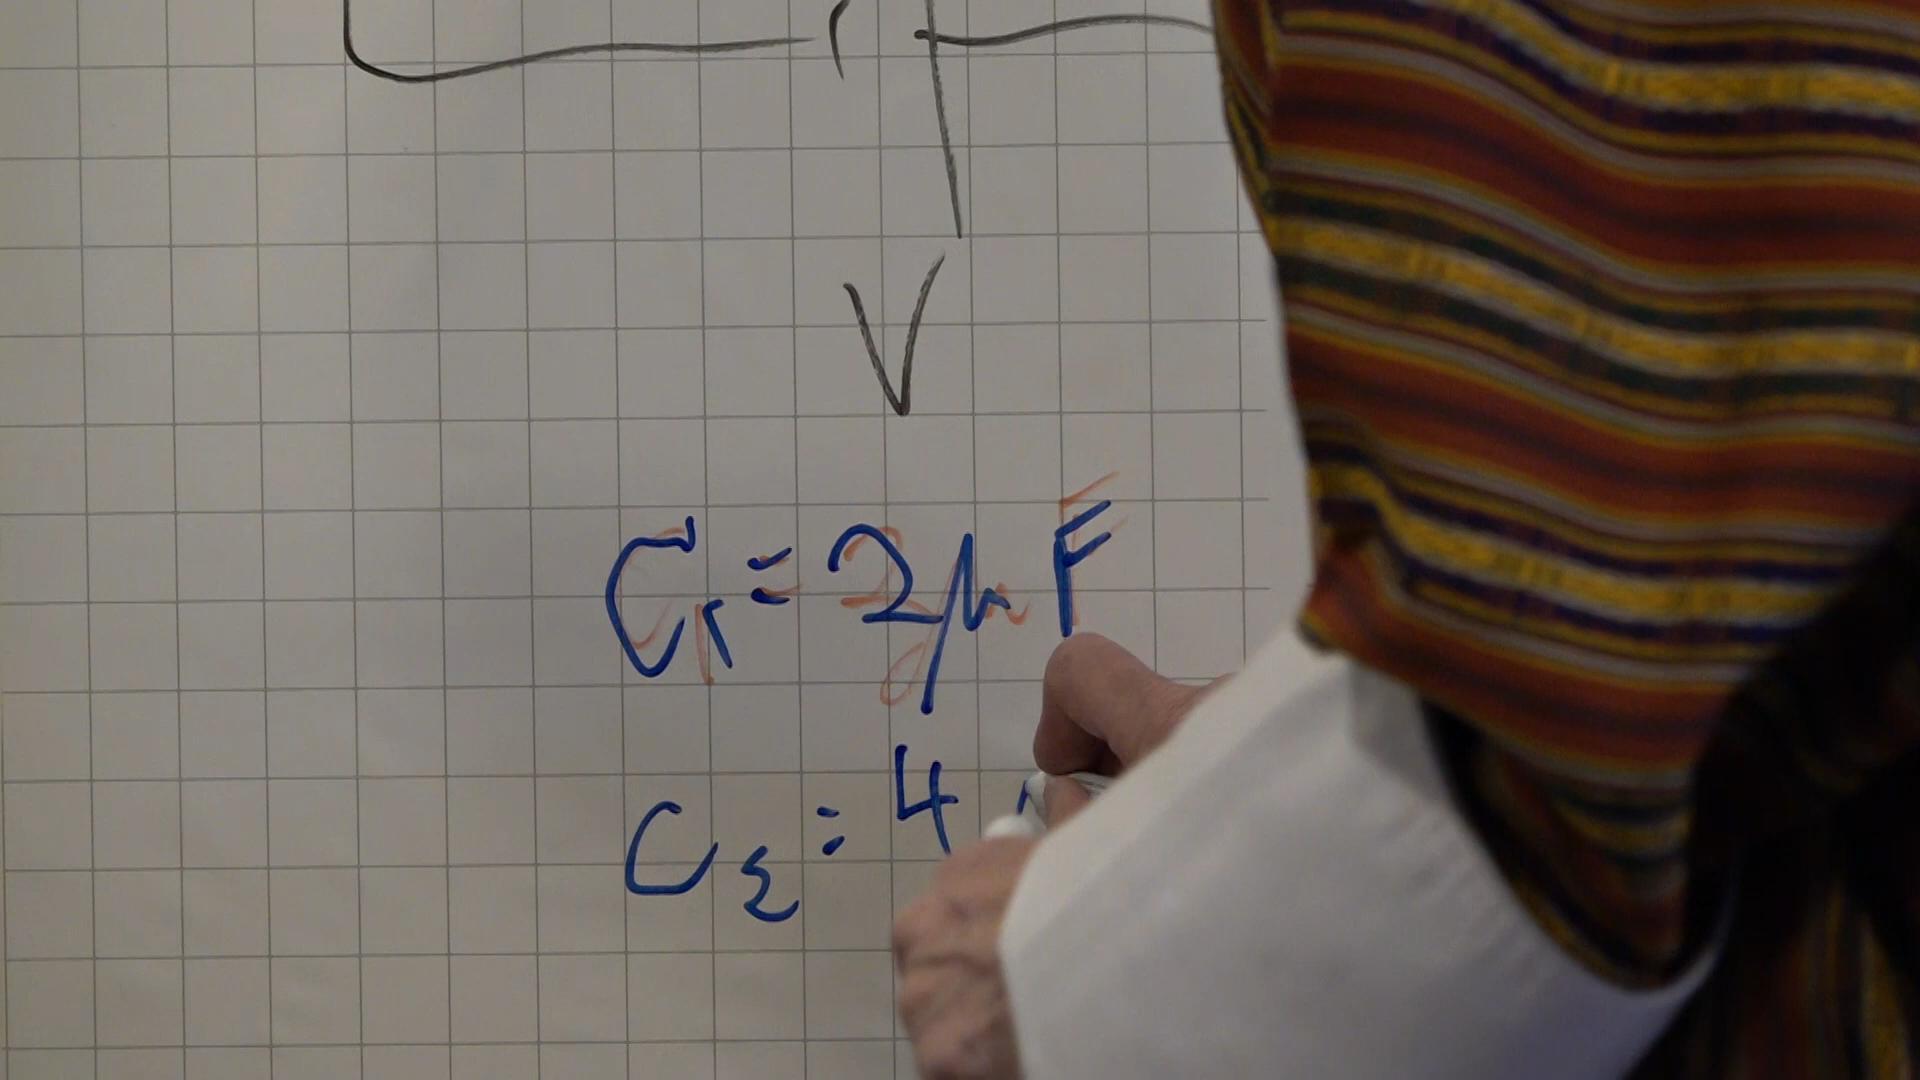 V
C₁ = 2μF
C₂ = 4